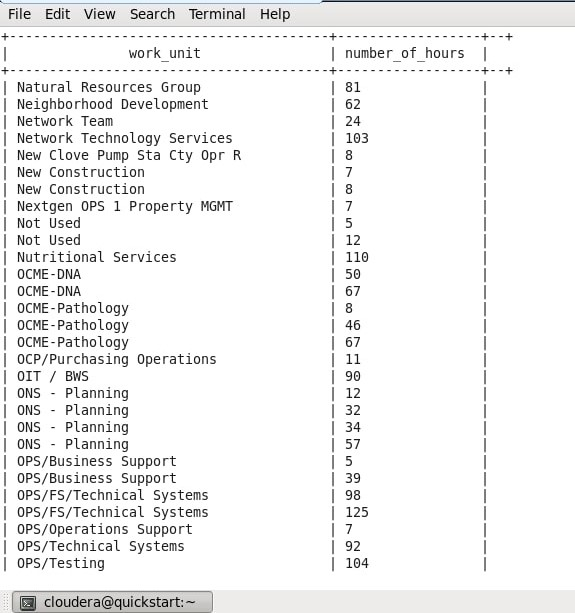 File Edit View Search Terminal Help
+----------------------------------------+------------------+--+
|               work_unit                | number_of_hours  |
+----------------------------------------+------------------+--+
| Natural Resources Group                | 81               |
| Neighborhood Development               | 62               |
| Network Team                           | 24               |
| Network Technology Services            | 103              |
| New Clove Pump Sta Cty Opr R           | 8                |
| New Construction                       | 7                |
| New Construction                       | 8                |
| Nextgen OPS 1 Property MGMT            | 7                |
| Not Used                               | 5                |
| Not Used                               | 12               |
| Nutritional Services                   | 110              |
| OCME-DNA                               | 50               |
| OCME-DNA                               | 67               |
| OCME-Pathology                         | 8                |
| OCME-Pathology                         | 46               |
| OCME-Pathology                         | 67               |
| OCP/Purchasing Operations              | 11               |
| OIT / BWS                              | 90               |
| ONS - Planning                         | 12               |
| ONS - Planning                         | 32               |
| ONS - Planning                         | 34               |
| ONS - Planning                         | 57               |
| OPS/Business Support                   | 5                |
| OPS/Business Support                   | 39               |
| OPS/FS/Technical Systems               | 98               |
| OPS/FS/Technical Systems               | 125              |
| OPS/Operations Support                 | 7                |
| OPS/Technical Systems                  | 92               |
| OPS/Testing                            | 104              |
cloudera@quickstart:~